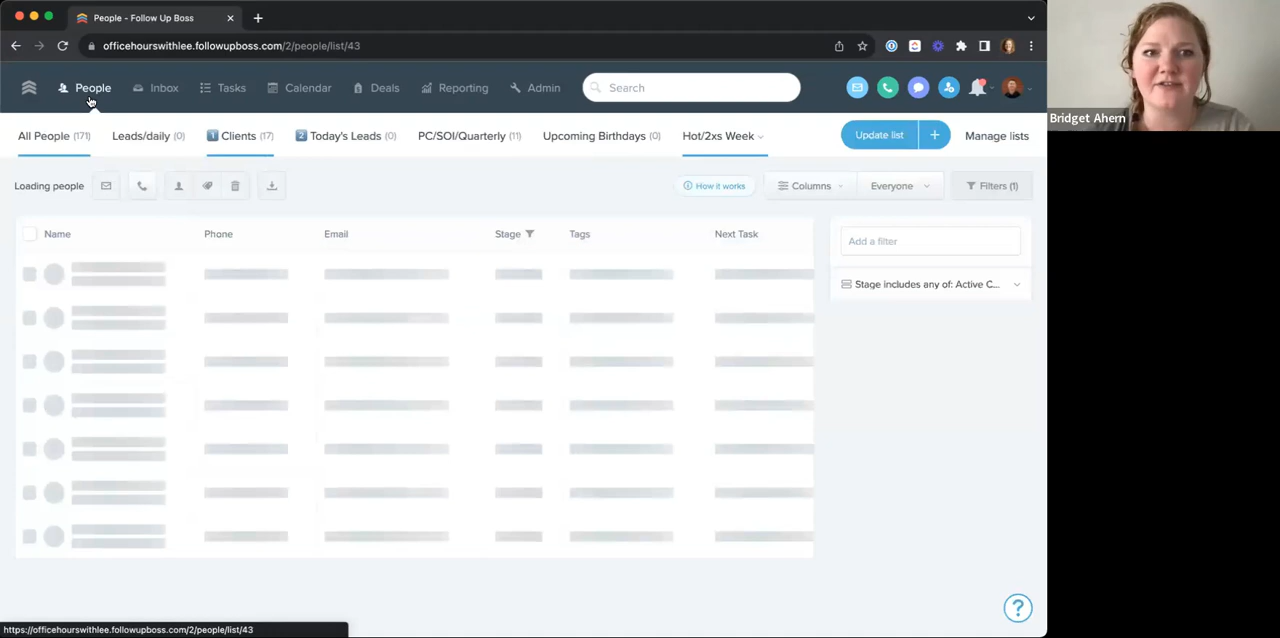 People - Follow Up Boss
officehourswithlee.followupboss.com/2/people/list/43
People
Inbox
Tasks
Calendar
Deals
Reporting
Admin
Search
Bridget Ahern
All People (171)
Leads/daily (0)
1 Clients (17)
2 Today's Leads (0)
PC/SOI/Quarterly (11)
Upcoming Birthdays (0)
Hot/2xs Week
Update list
+
Manage lists
Loading people
How it works
Columns
Everyone
Filters (1)
Name
Phone
Email
Stage
Tags
Next Task
Add a filter
Stage includes any of: Active C...
?
https://officehourswithlee.followupboss.com/2/people/list/43